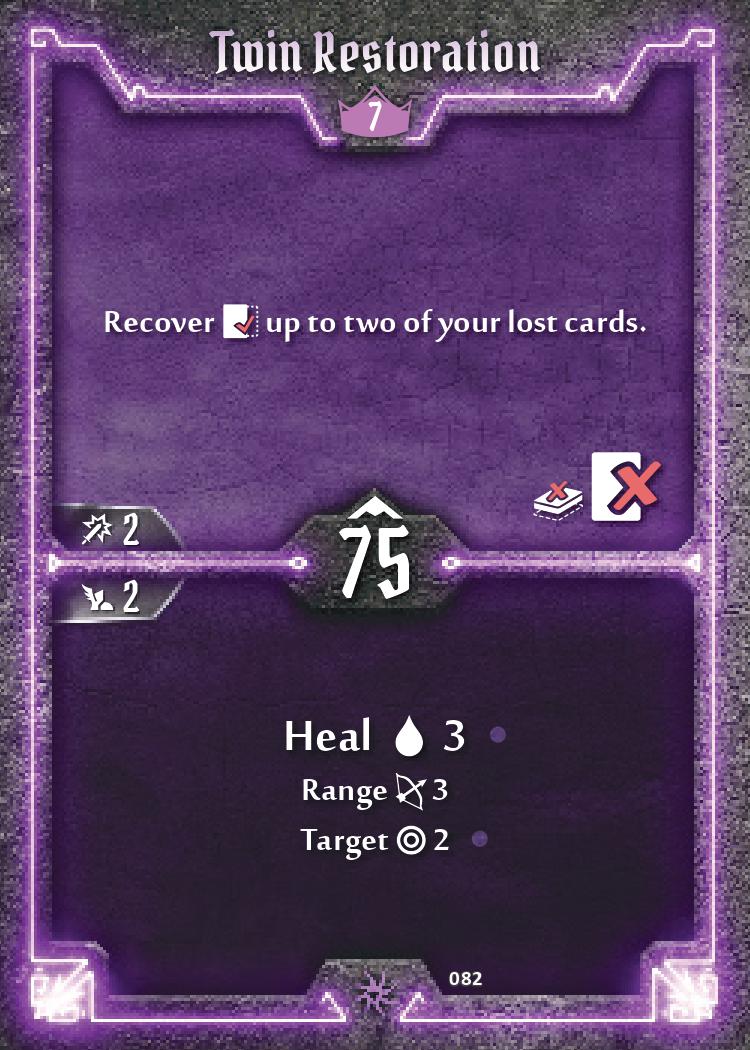 Twin Restoration
7
Recover up to two of your lost cards.
2
75
2
Heal 3
Range 3
Target 2
082